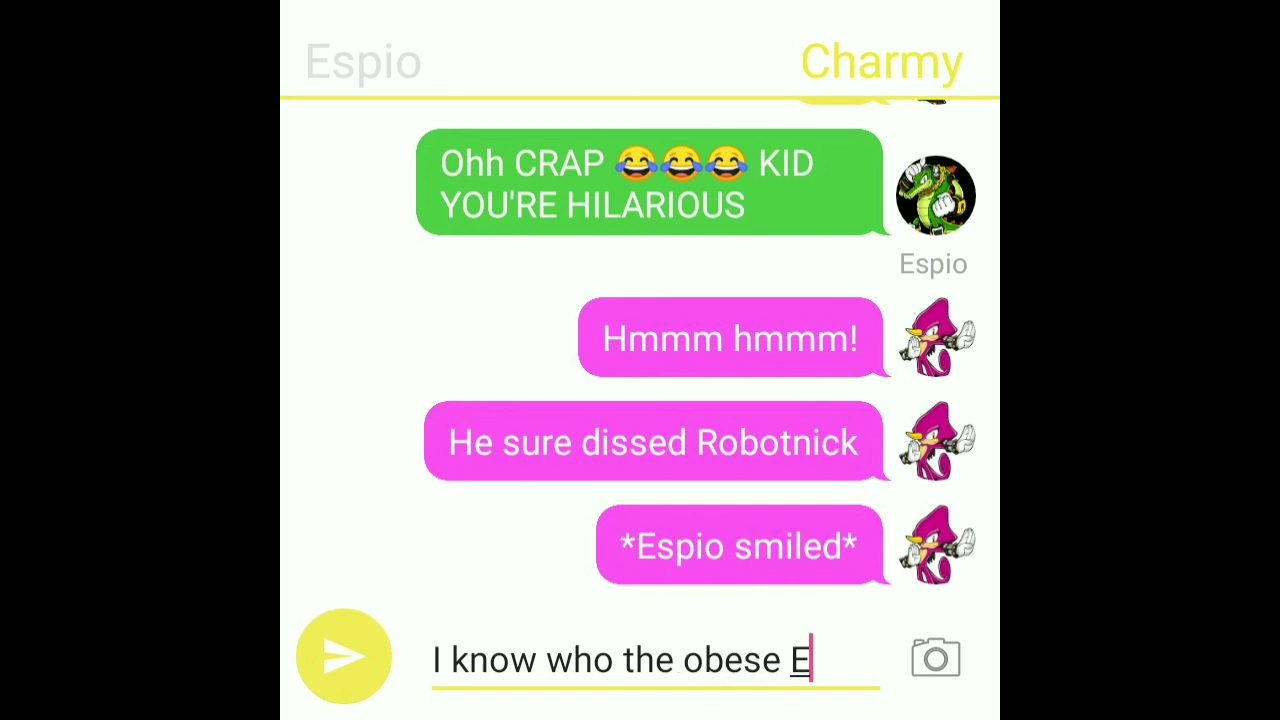 Espio
Charmy
Ohh CRAP 😂😂😂 KID
YOU'RE HILARIOUS
Espio
Hmmm hmmm!
He sure dissed Robotnick
*Espio smiled*
I know who the obese E